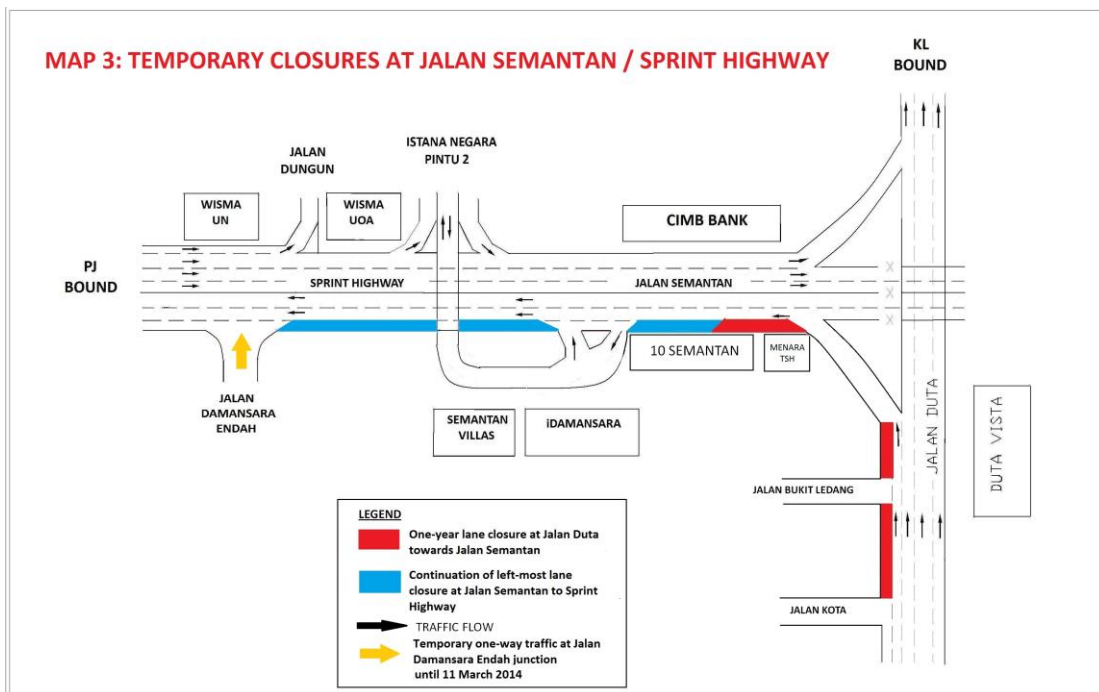 MAP 3: TEMPORARY CLOSURES AT JALAN SEMANTAN / SPRINT HIGHWAY
KL
BOUND
JALAN
DUNGUN
ISTANA NEGARA
PINTU 2
WISMA
UN
WISMA
UOA
CIMB BANK
PJ
BOUND
SPRINT HIGHWAY
JALAN SEMANTAN
X
X
X
10 SEMANTAN
MENARA
TSH
JALAN
DAMANSARA
ENDAH
SEMANTAN
VILLAS
iDAMANSARA
JALAN DUTA
DUTA VISTA
JALAN BUKIT LEDANG
JALAN KOTA
LEGEND
One-year lane closure at Jalan Duta
towards Jalan Semantan
Continuation of left-most lane
closure at Jalan Semantan to Sprint
Highway
TRAFFIC FLOW
Temporary one-way traffic at Jalan
Damansara Endah junction
until 11 March 2014